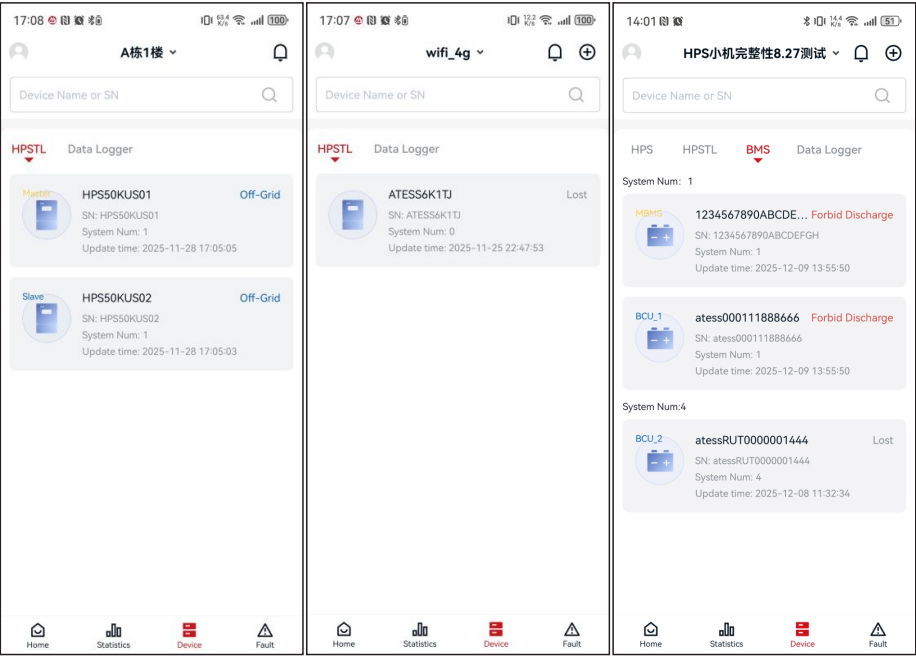 17:08 63.4 K/s 100
A栋1楼
Device Name or SN
HPSTL Data Logger
Master
HPS50KUS01 Off-Grid
SN: HPS50KUS01
System Num: 1
Update time: 2025-11-28 17:05:05
Slave
HPS50KUS02 Off-Grid
SN: HPS50KUS02
System Num: 1
Update time: 2025-11-28 17:05:03
Home Statistics Device Fault
17:07 12.2 K/s 100
wifi_4g
Device Name or SN
HPSTL Data Logger
ATESS6K1TJ Lost
SN: ATESS6K1TJ
System Num: 0
Update time: 2025-11-25 22:47:53
Home Statistics Device Fault
14:01 14.4 K/s 51
HPS小机完整性8.27测试
Device Name or SN
HPS HPSTL BMS Data Logger
System Num: 1
MBMS
1234567890ABCDE... Forbid Discharge
SN: 1234567890ABCDEFGH
System Num: 1
Update time: 2025-12-09 13:55:50
BCU_1
atess000111888666 Forbid Discharge
SN: atess000111888666
System Num: 1
Update time: 2025-12-09 13:55:50
System Num:4
BCU_2
atessRUT0000001444 Lost
SN: atessRUT0000001444
System Num: 4
Update time: 2025-12-08 11:32:34
Home Statistics Device Fault